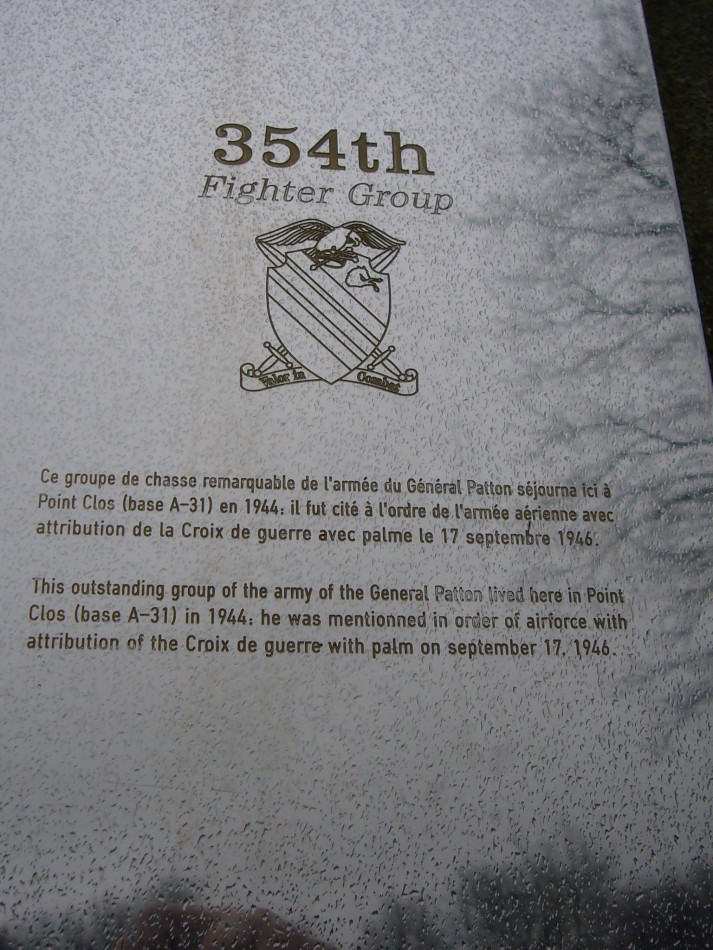 354th
Fighter Group
Valor In Combat
Ce groupe de chasse remarquable de l'armée du Général Patton séjourna ici à
Point Clos (base A-31) en 1944: il fut cité à l'ordre de l'armée aérienne avec
attribution de la Croix de guerre avec palme le 17 septembre 1946.
This outstanding group of the army of the General Patton lived here in Point
Clos (base A-31) in 1944: he was mentionned in order of airforce with
attribution of the Croix de guerre with palm on september 17, 1946.